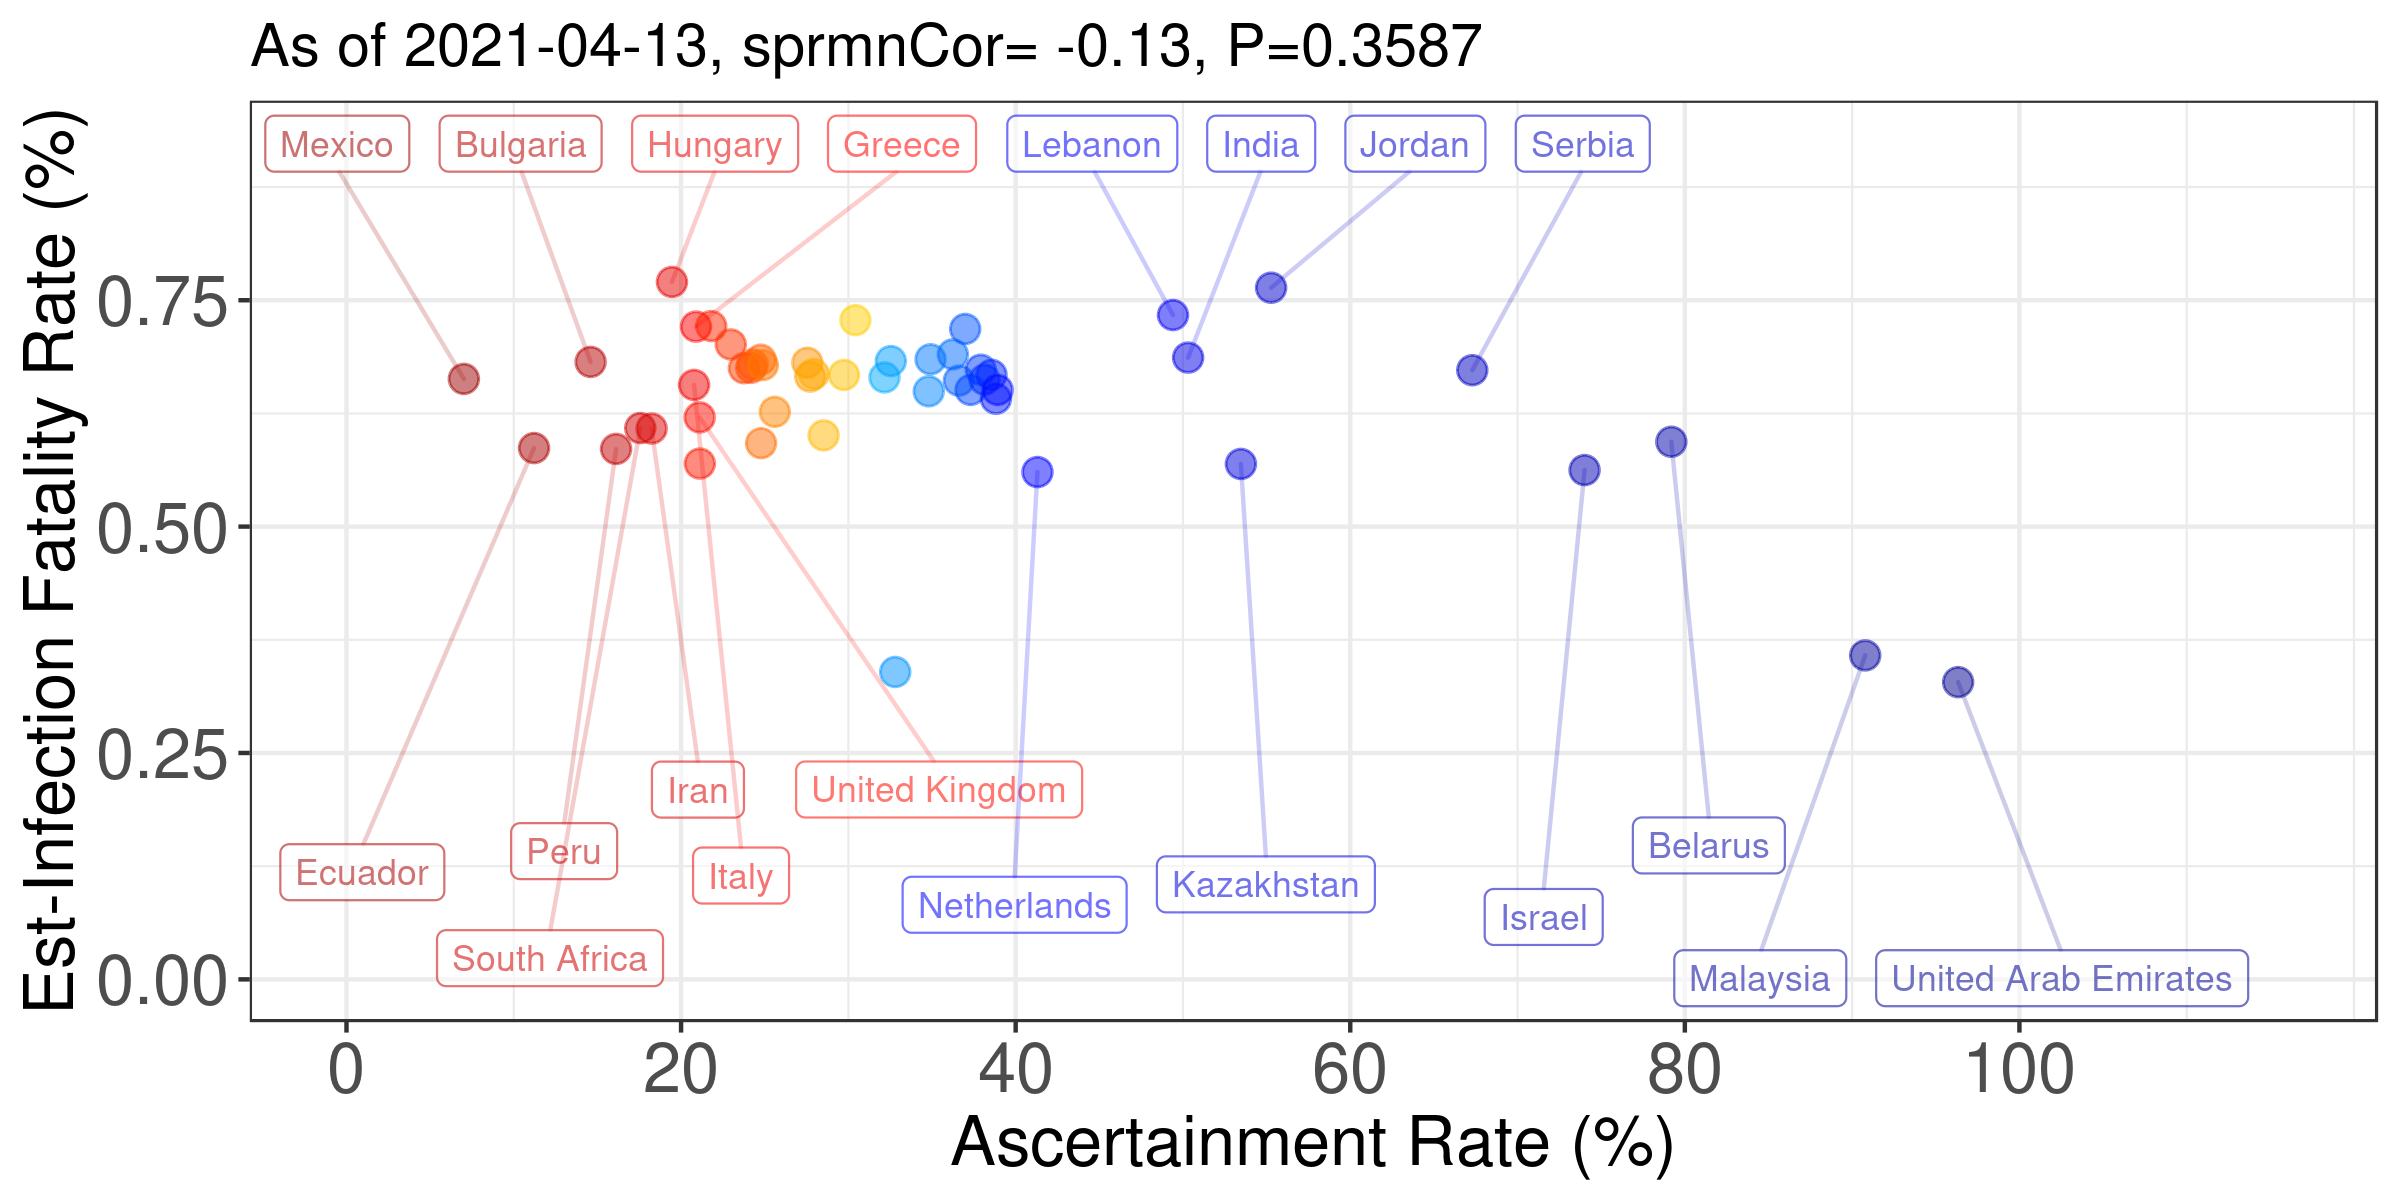 As of 2021-04-13, sprmnCor= -0.13, P=0.3587
Est-Infection Fatality Rate (%)
Mexico
Bulgaria
Hungary
Greece
Lebanon
India
Jordan
Serbia
0.75
0.50
0.25
0.00
Iran
United Kingdom
Peru
Ecuador
Italy
South Africa
Netherlands
Kazakhstan
Belarus
Israel
Malaysia
United Arab Emirates
0
20
40
60
80
100
Ascertainment Rate (%)